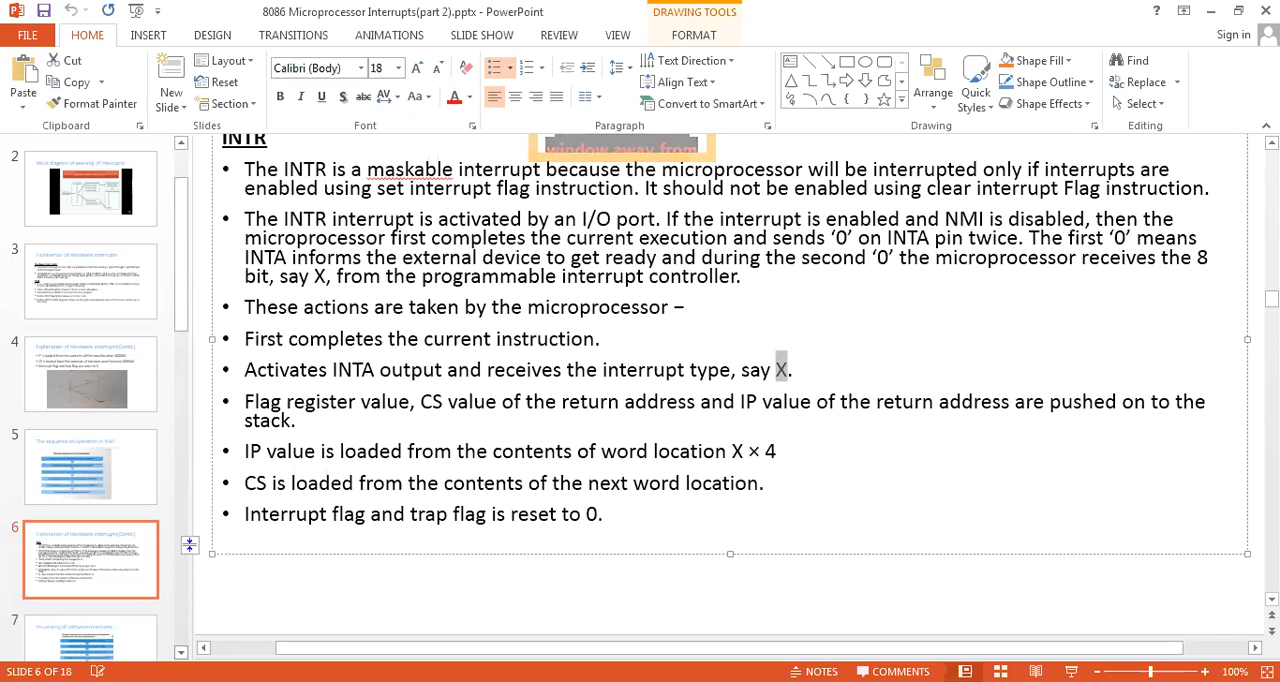 8086 Microprocessor Interrupts(part 2).pptx - PowerPoint
DRAWING TOOLS
FILE HOME INSERT DESIGN TRANSITIONS ANIMATIONS SLIDE SHOW REVIEW VIEW FORMAT Sign in
Paste
Cut
Copy
Format Painter
Clipboard
New Slide
Layout
Reset
Section
Slides
Calibri (Body) 18
B I U S abc AV Aa A
Font
Text Direction
Align Text
Convert to SmartArt
Paragraph
Arrange
Quick Styles
Shape Fill
Shape Outline
Shape Effects
Drawing
Find
Replace
Select
Editing
window away from
INTR
• The INTR is a maskable interrupt because the microprocessor will be interrupted only if interrupts are
enabled using set interrupt flag instruction. It should not be enabled using clear interrupt Flag instruction.
• The INTR interrupt is activated by an I/O port. If the interrupt is enabled and NMI is disabled, then the
microprocessor first completes the current execution and sends ‘0’ on INTA pin twice. The first ‘0’ means
INTA informs the external device to get ready and during the second ‘0’ the microprocessor receives the 8
bit, say X, from the programmable interrupt controller.
• These actions are taken by the microprocessor −
• First completes the current instruction.
• Activates INTA output and receives the interrupt type, say X.
• Flag register value, CS value of the return address and IP value of the return address are pushed on to the
stack.
• IP value is loaded from the contents of word location X × 4
• CS is loaded from the contents of the next word location.
• Interrupt flag and trap flag is reset to 0.
2
3
4
5
6
7
SLIDE 6 OF 18
NOTES
COMMENTS
100%